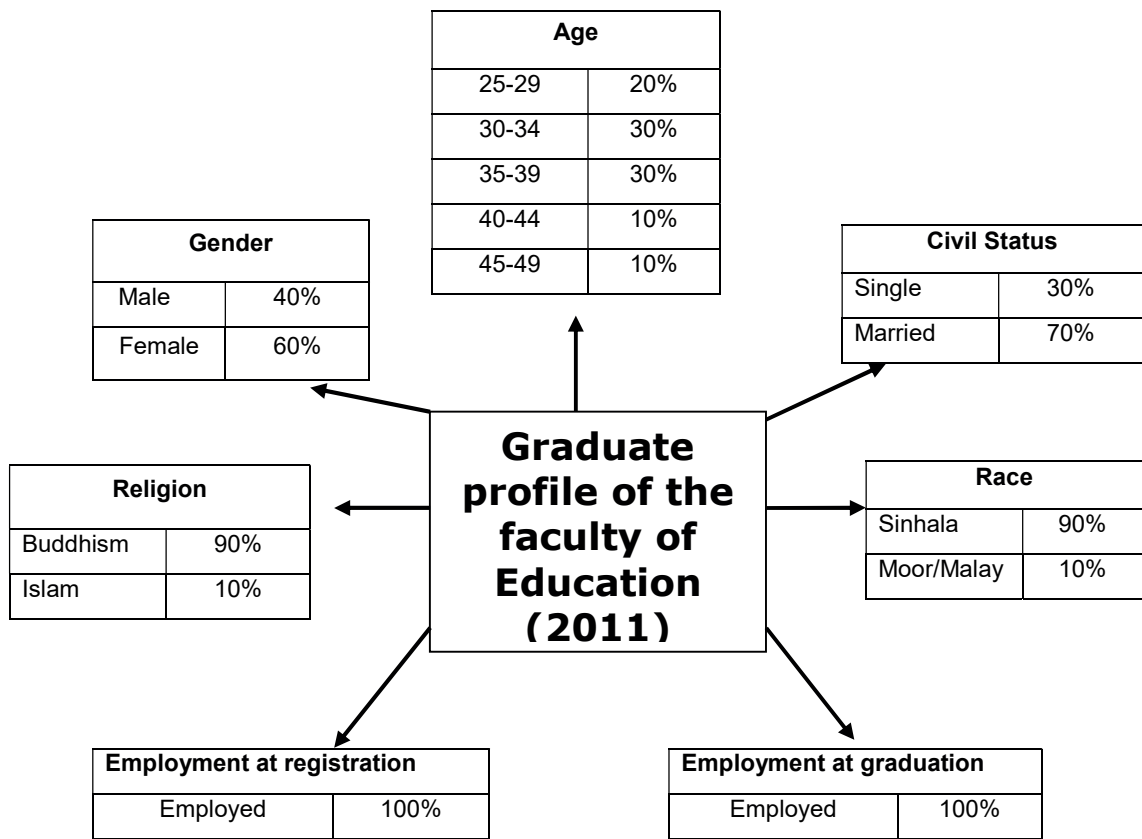 Age
25-29 20%
30-34 30%
35-39 30%
40-44 10%
45-49 10%
Gender
Male 40%
Female 60%
Civil Status
Single 30%
Married 70%
Graduate
profile of the
faculty of
Education
(2011)
Religion
Buddhism 90%
Islam 10%
Race
Sinhala 90%
Moor/Malay 10%
Employment at registration
Employed 100%
Employment at graduation
Employed 100%